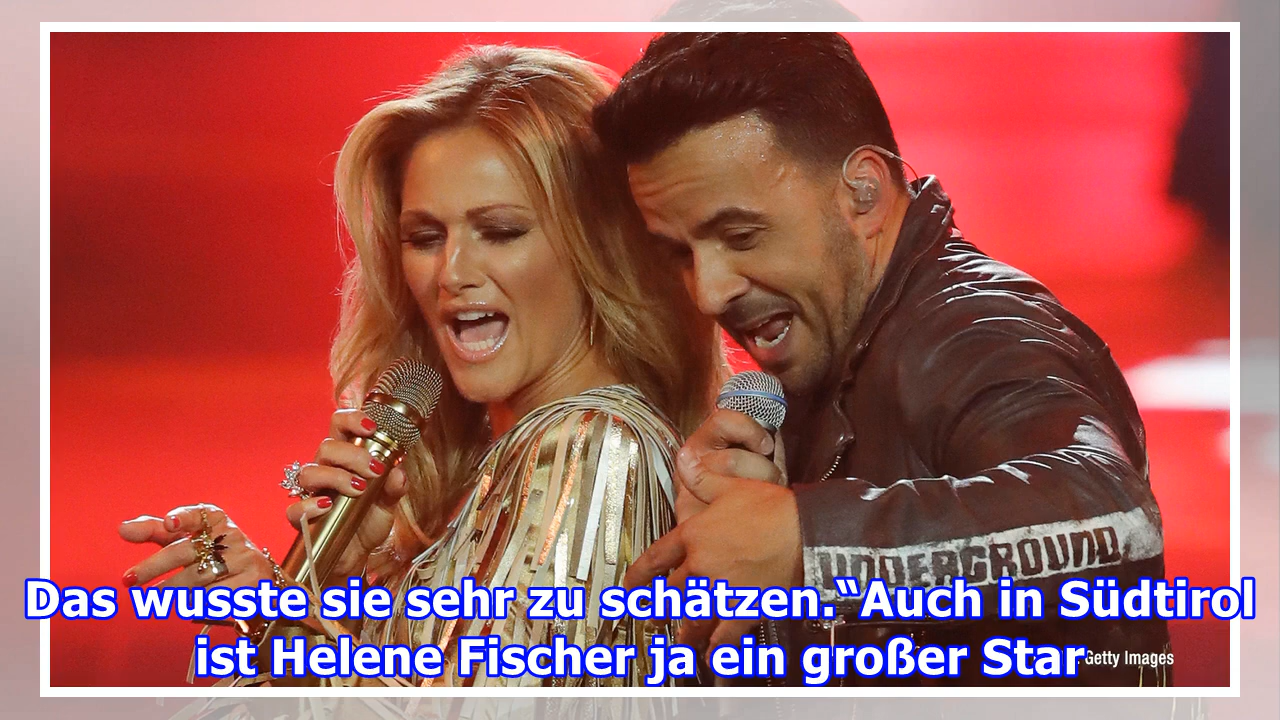 UNDERGROUND
Das wusste sie sehr zu schätzen.“Auch in Südtirol
ist Helene Fischer ja ein großer Star
Getty Images